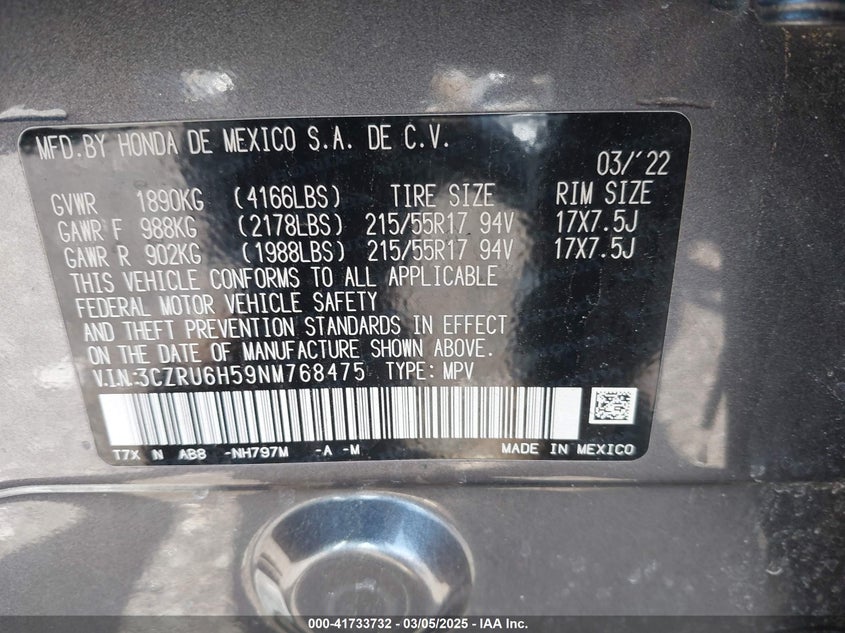 MFD.BY HONDA DE MEXICO S.A. DE C.V.
03/'22
GVWR 1890KG (4166LBS) TIRE SIZE RIM SIZE
GAWR F 988KG (2178LBS) 215/55R17 94V 17X7.5J
GAWR R 902KG (1988LBS) 215/55R17 94V 17X7.5J
THIS VEHICLE CONFORMS TO ALL APPLICABLE
FEDERAL MOTOR VEHICLE SAFETY
AND THEFT PREVENTION STANDARDS IN EFFECT
ON THE DATE OF MANUFACTURE SHOWN ABOVE.
V.I.N:3CZRU6H59NM768475 TYPE: MPV
T7X N AB8 -NH797M -A -M MADE IN MEXICO
000-41733732 - 03/05/2025 - IAA Inc.